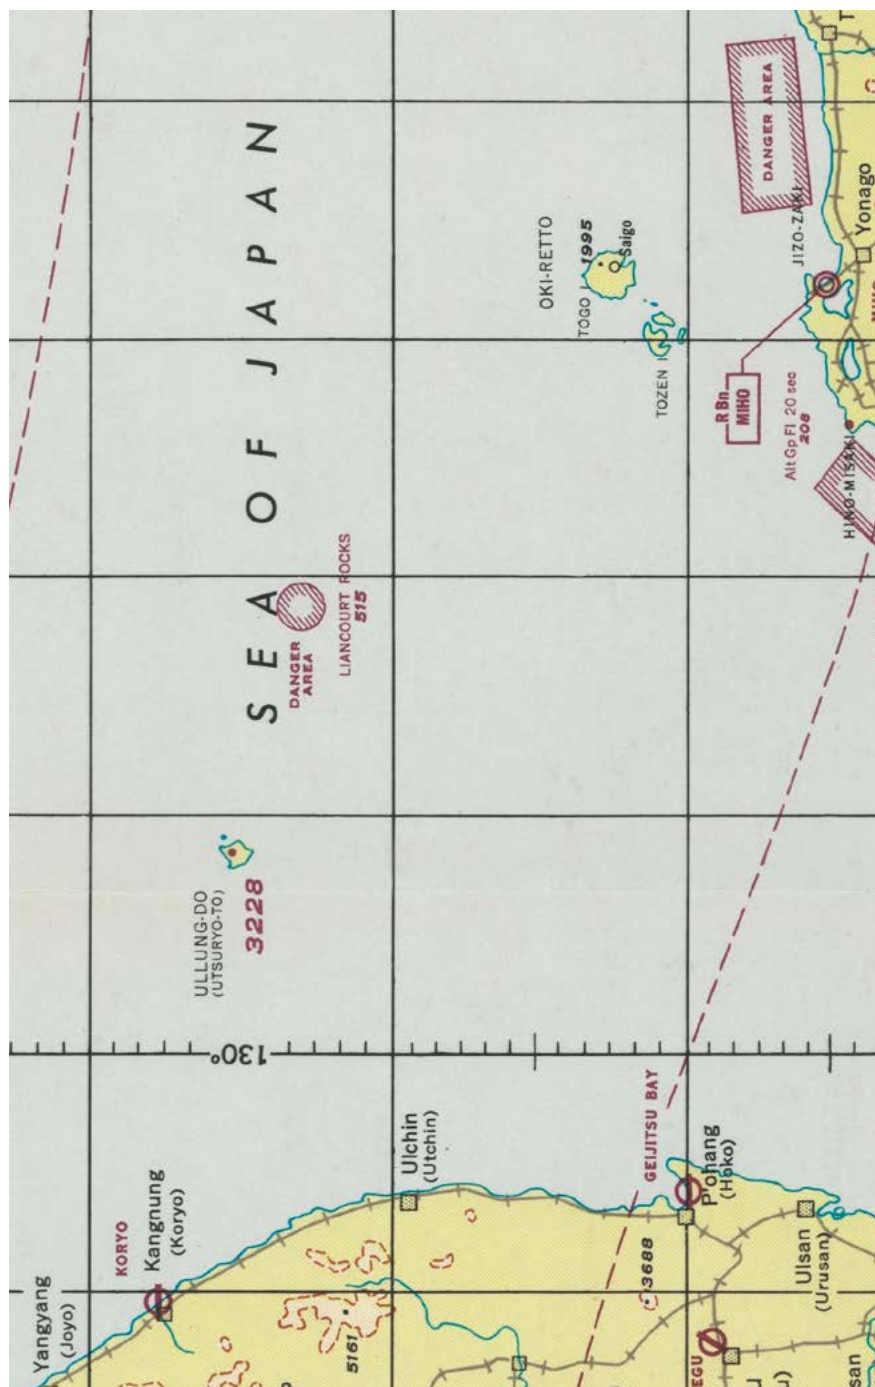 Yangyang
(Joyo)
KORYO
Kangnung
(Koryo)
5161
Ulchin
(Utchin)
GEIJITSU BAY
3688
P'ohang
(Hoko)
Ulsan
(Urusan)
130°
ULLUNG-DO
(UTSURYO-TO)
3228
SEA OF JAPAN
DANGER
AREA
LIANCOURT ROCKS
515
OKI-RETTO
TOGO I
1995
Saigo
TOZEN I
R Bn
MIHO
Alt Gp Fl 20 sec
208
HINO-MISAKI
JIZO-ZAKI
Yonago
DANGER AREA